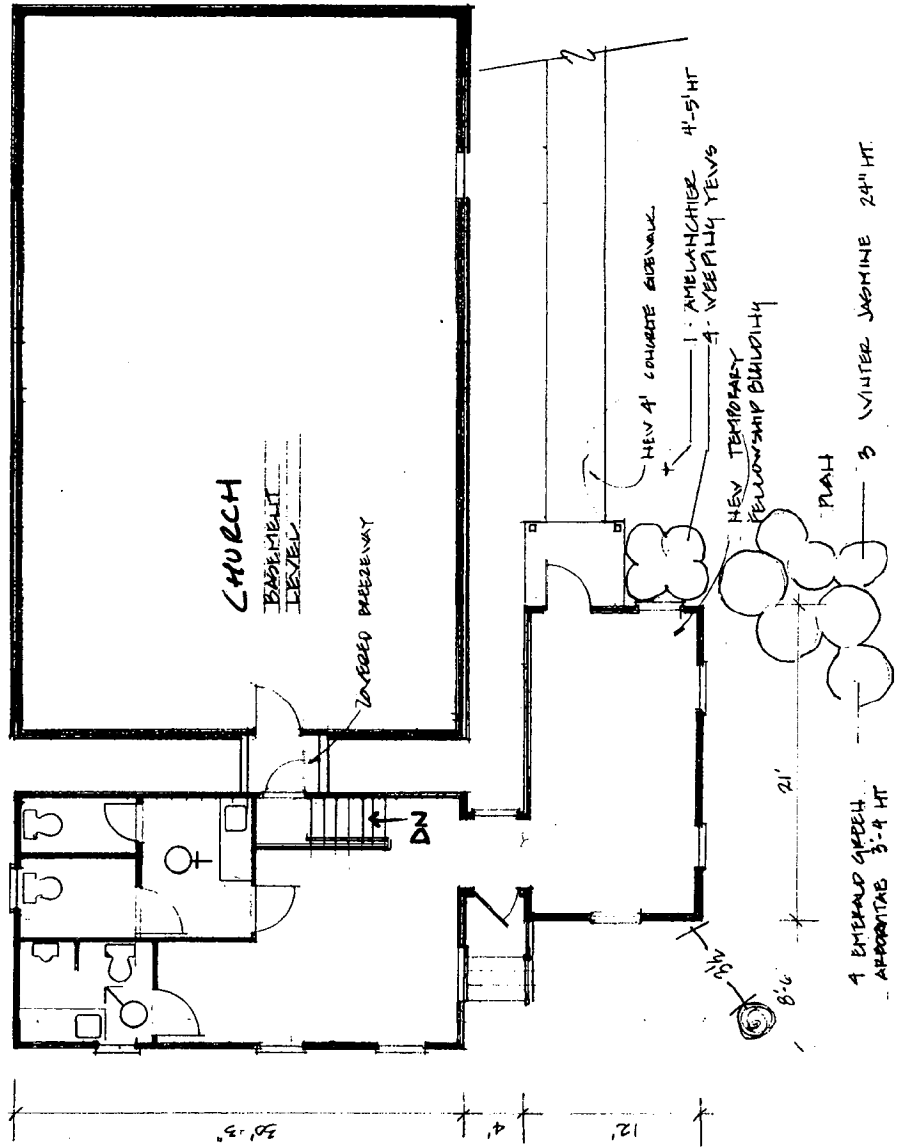 CHURCH
BASEMENT
LEVEL
COVERED BREEZEWAY
NEW 4' CONCRETE SIDEWALK.
1 · AMELANCHIER 4'-5' HT
4 - WEEPING YEWS
NEW TEMPORARY
FELLOWSHIP BUILDING
PLAN
3 WINTER JASMINE 24" HT.
4 EMERALD GREEN
ARBORVITAE 3'-4' HT
DN
21'
8'-6
30'-3"
4'
12'